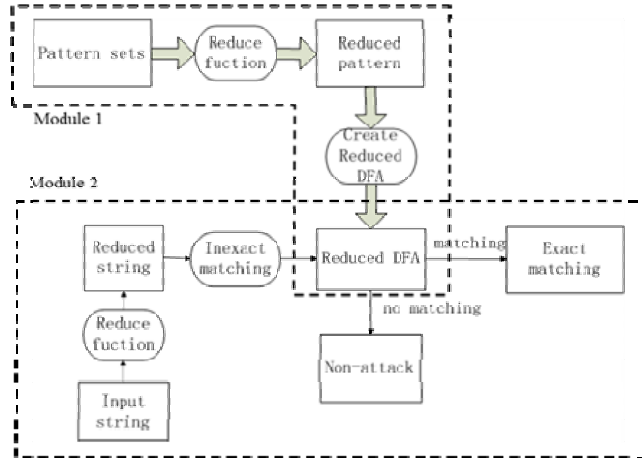 Pattern sets
Reduce
fuction
Reduced
pattern
Module 1
Create
Reduced
DFA
Module 2
Reduced
string
Inexact
matching
Reduced DFA
matching
Exact
matching
Reduce
fuction
no matching
Non-attack
Input
string